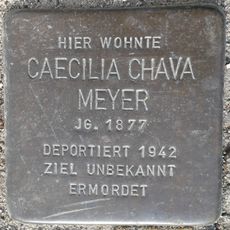 HIER WOHNTE
CAECILIA CHAVA
MEYER
JG. 1877
DEPORTIERT 1942
ZIEL UNBEKANNT
ERMORDET